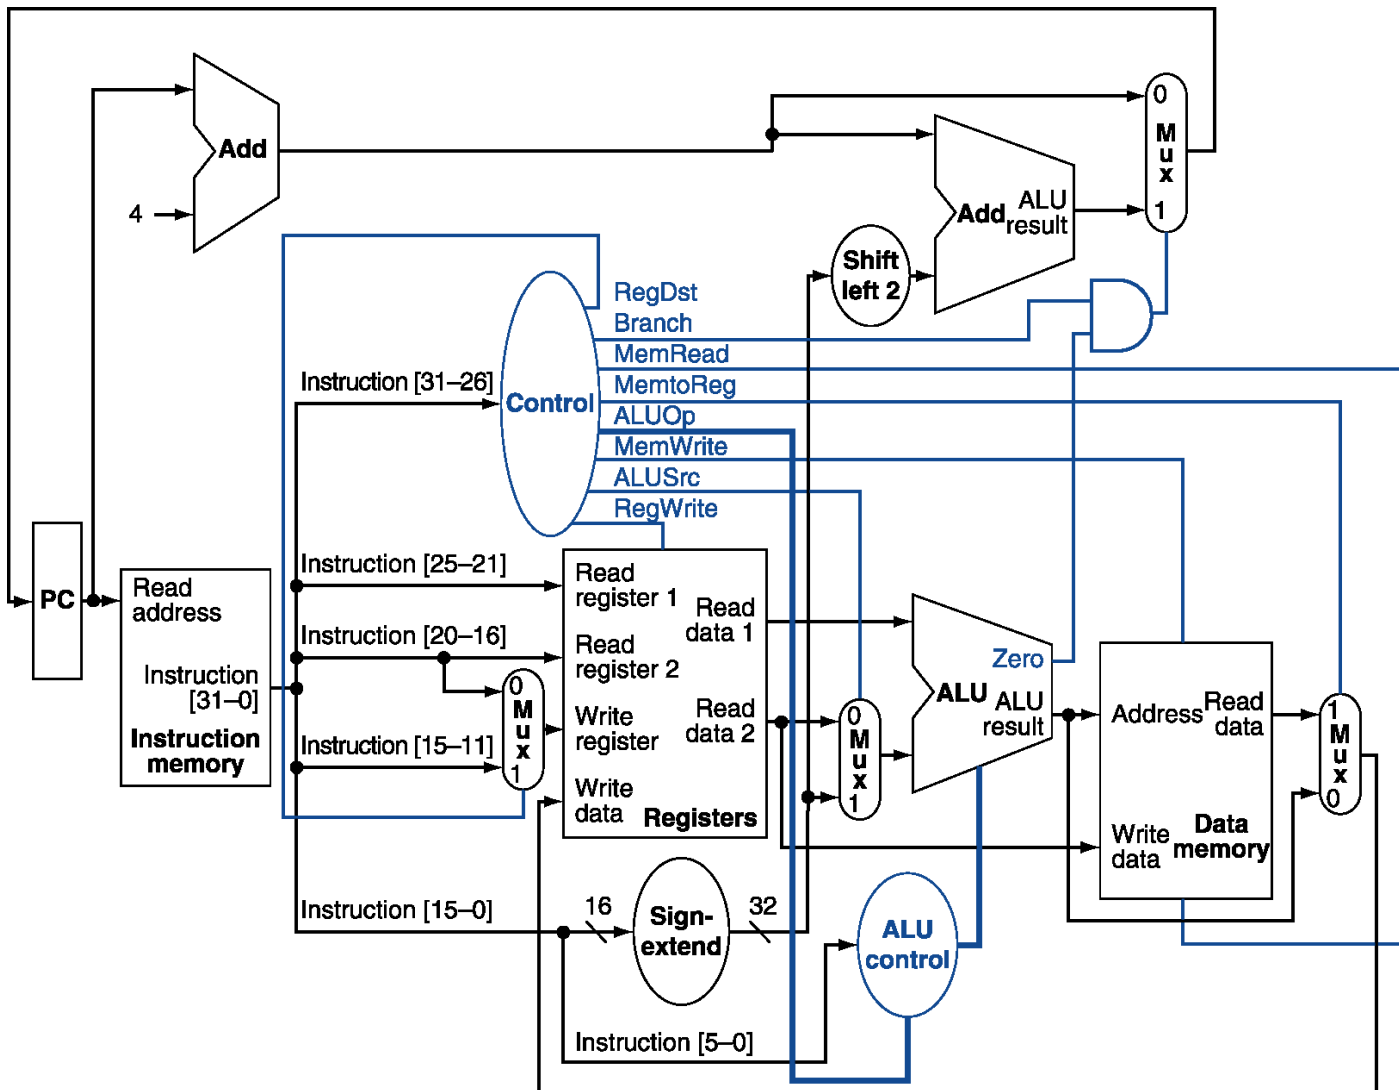 0
M
u
x
1
Add
4
Add
ALU
result
Shift
left 2
RegDst
Branch
MemRead
MemtoReg
ALUOp
MemWrite
ALUSrc
RegWrite
Instruction [31–26]
Control
PC
Read
address
Instruction
[31–0]
Instruction
memory
Instruction [25–21]
Instruction [20–16]
Instruction [15–11]
0
M
u
x
1
Read
register 1
Read
register 2
Write
register
Write
data
Read
data 1
Read
data 2
Registers
0
M
u
x
1
Zero
ALU
ALU
result
Address
Read
data
Write
data
Data
memory
1
M
u
x
0
Instruction [15–0]
16
Sign-
extend
32
ALU
control
Instruction [5–0]